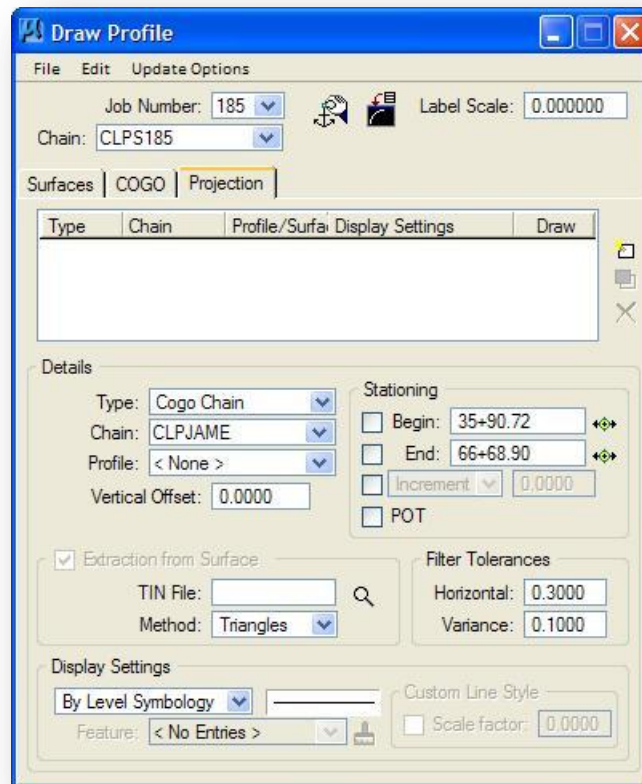 Draw Profile
File Edit Update Options
Job Number: 185 Label Scale: 0.000000
Chain: CLPS185
Surfaces COGO Projection
Type Chain Profile/Surfa Display Settings Draw
Details
Type: Cogo Chain
Chain: CLPJAME
Profile: < None >
Vertical Offset: 0.0000
Stationing
Begin: 35+90.72
End: 66+68.90
Increment 0.0000
POT
Extraction from Surface
TIN File:
Method: Triangles
Filter Tolerances
Horizontal: 0.3000
Variance: 0.1000
Display Settings
By Level Symbology
Feature: < No Entries >
Custom Line Style
Scale factor: 0.0000